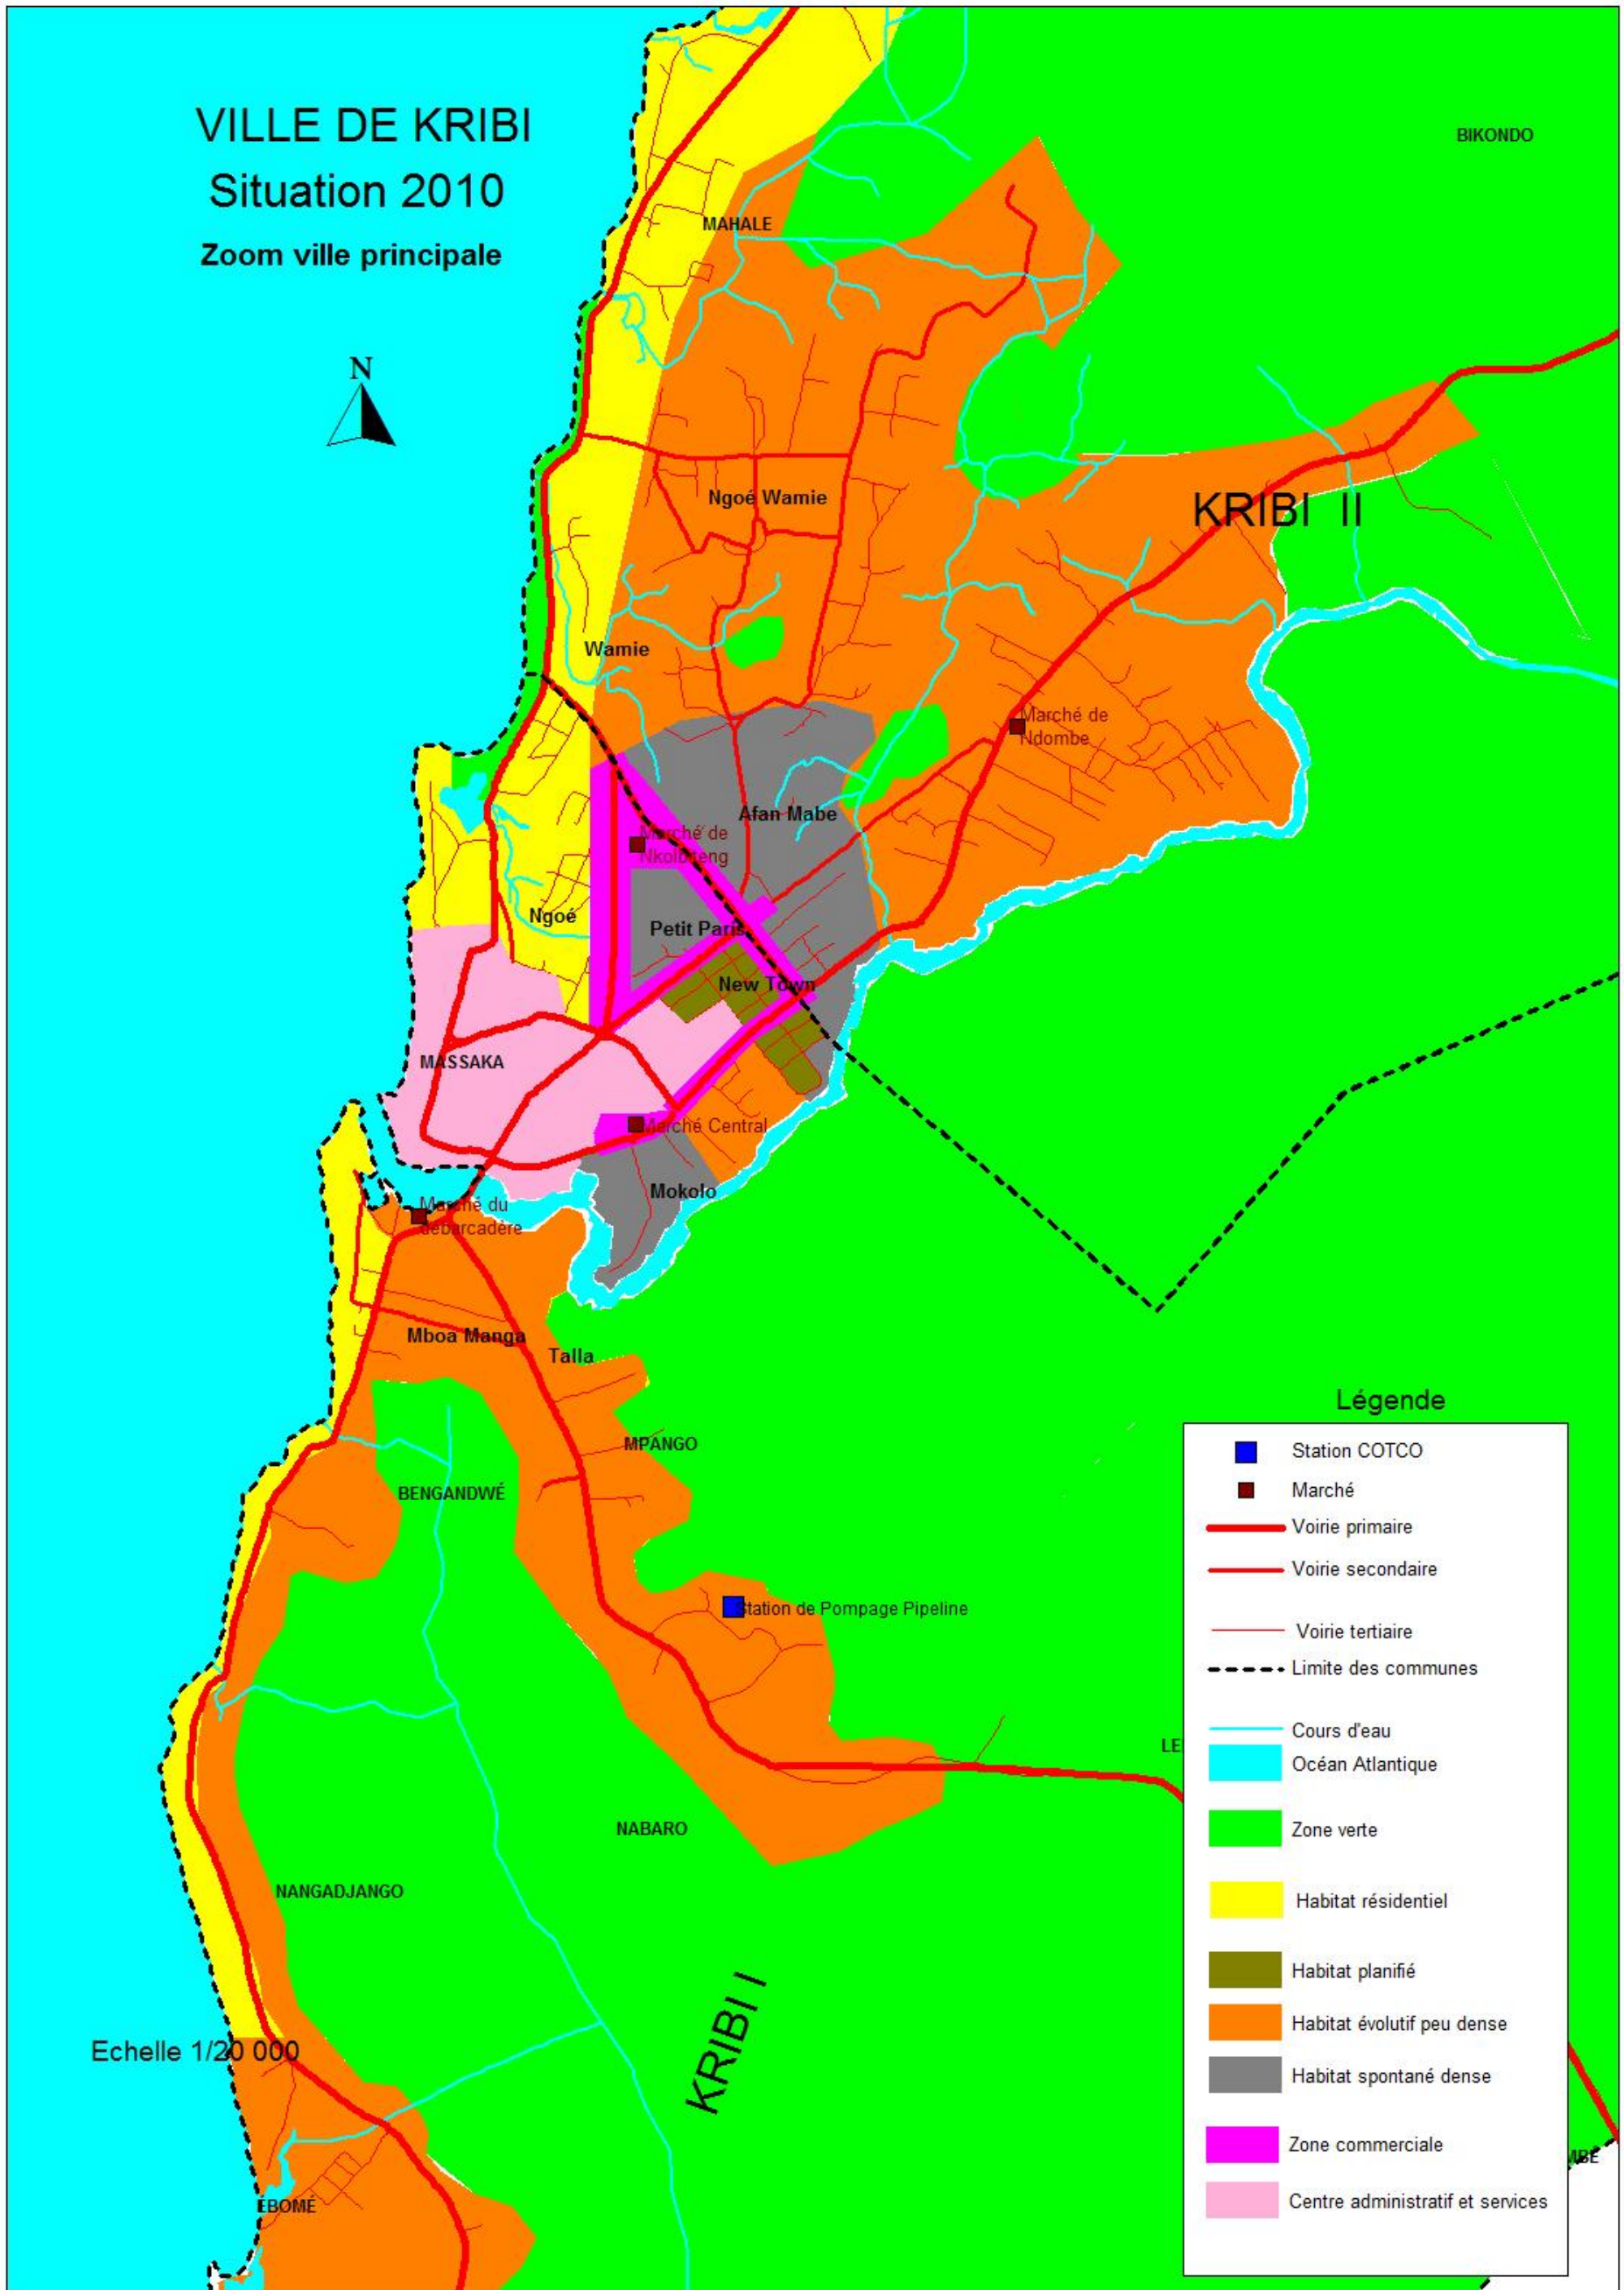 VILLE DE KRIBI
Situation 2010
Zoom ville principale
N
BIKONDO
MAHALE
Ngoé Wamie
KRIBI II
Wamie
Marché de
Ndombe
Afan Mabe
Marché de
Nkolbiteng
Ngoé
Petit Paris
New Town
MASSAKA
Marché Central
Mokolo
Marché du
débarcadère
Mboa Manga
Talla
MPANGO
BENGANDWÉ
Station de Pompage Pipeline
LE
NABARO
NANGADJANGO
KRIBI I
Echelle 1/20 000
ÉBOMÉ
MBÉ
Légende
Station COTCO
Marché
Voirie primaire
Voirie secondaire
Voirie tertiaire
Limite des communes
Cours d'eau
Océan Atlantique
Zone verte
Habitat résidentiel
Habitat planifié
Habitat évolutif peu dense
Habitat spontané dense
Zone commerciale
Centre administratif et services